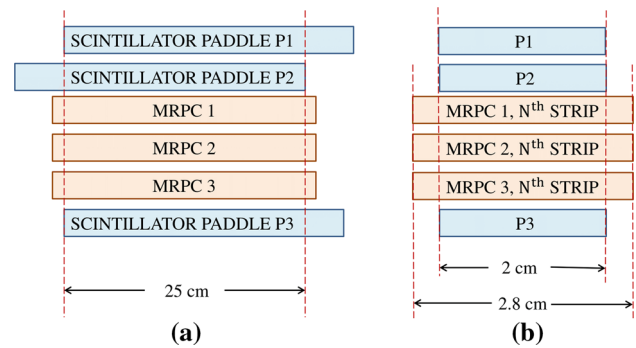 SCINTILLATOR PADDLE P1
SCINTILLATOR PADDLE P2
MRPC 1
MRPC 2
MRPC 3
SCINTILLATOR PADDLE P3
25 cm
(a)
P1
P2
MRPC 1, Nth STRIP
MRPC 2, Nth STRIP
MRPC 3, Nth STRIP
P3
2 cm
2.8 cm
(b)